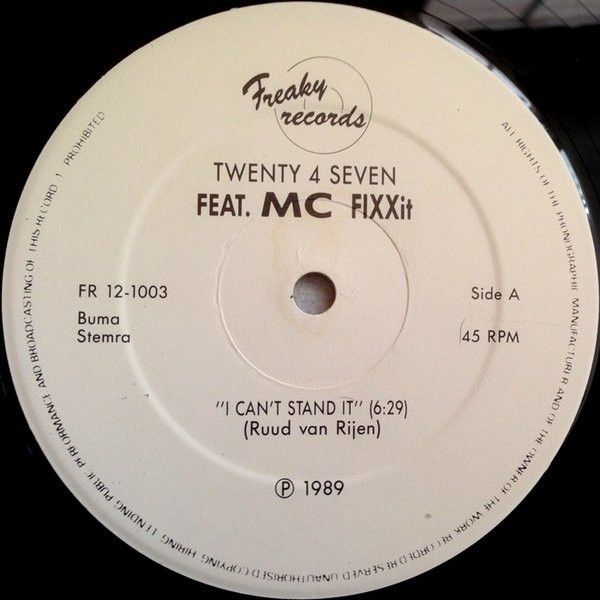 Freaky
records
TWENTY 4 SEVEN
FEAT. MC FIXXit
FR 12-1003
Side A
Buma
Stemra
45 RPM
"I CAN'T STAND IT" (6:29)
(Ruud van Rijen)
℗ 1989
ALL RIGHTS OF THE PHONOGRAPHIC MANUFACTURER AND OF THE OWNER OF THE WORK RECORDED RESERVED UNAUTHORISED COPYING HIRING LENDING PUBLIC PERFORMANCE AND BROADCASTING OF THIS RECORD PROHIBITED